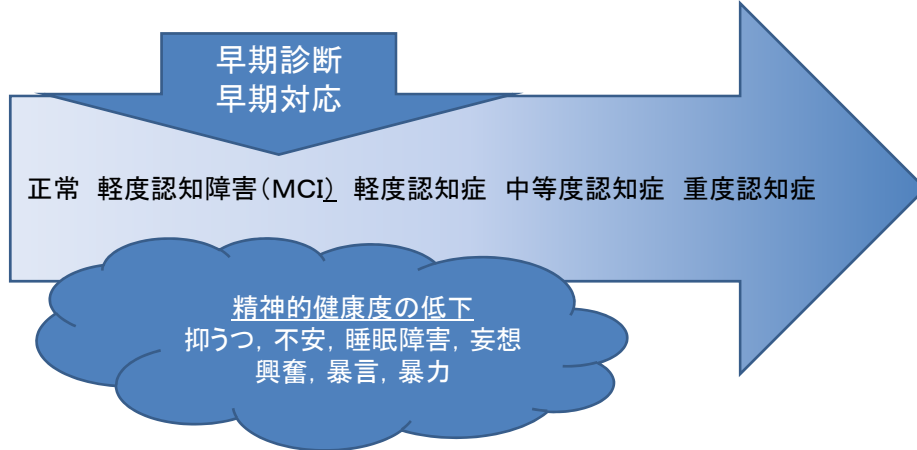 早期診断
早期対応
正常 軽度認知障害(MCI) 軽度認知症 中等度認知症 重度認知症
精神的健康度の低下
抑うつ, 不安, 睡眠障害, 妄想
興奮, 暴言, 暴力